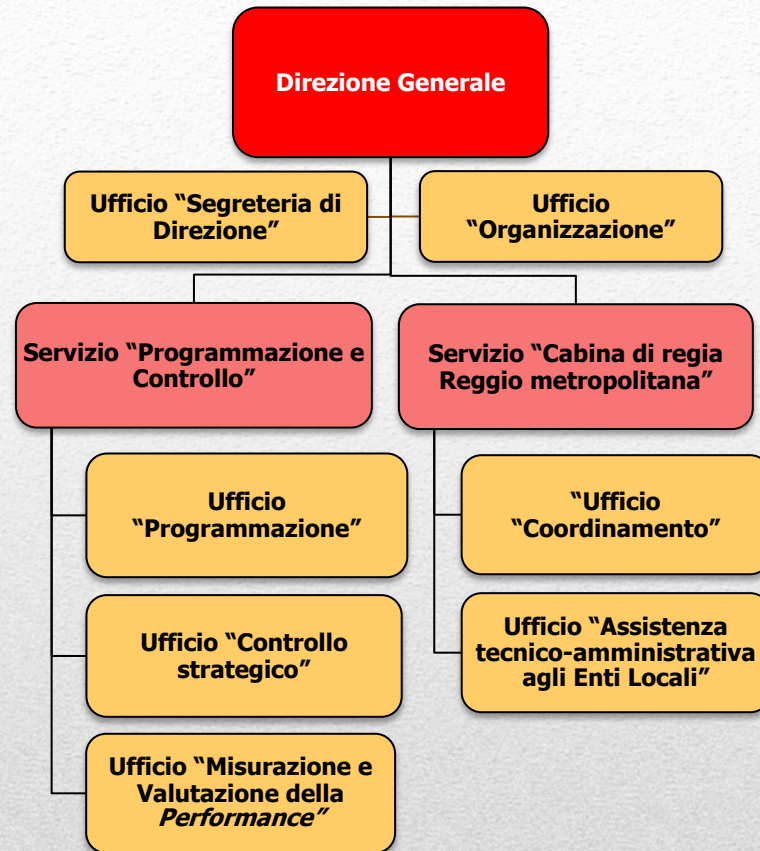 Direzione Generale
Ufficio “Segreteria di
Direzione”
Ufficio
“Organizzazione”
Servizio “Programmazione e
Controllo”
Servizio “Cabina di regia
Reggio metropolitana”
Ufficio
“Programmazione”
“Ufficio
“Coordinamento”
Ufficio “Controllo
strategico”
Ufficio “Assistenza
tecnico-amministrativa
agli Enti Locali”
Ufficio “Misurazione e
Valutazione della
Performance”